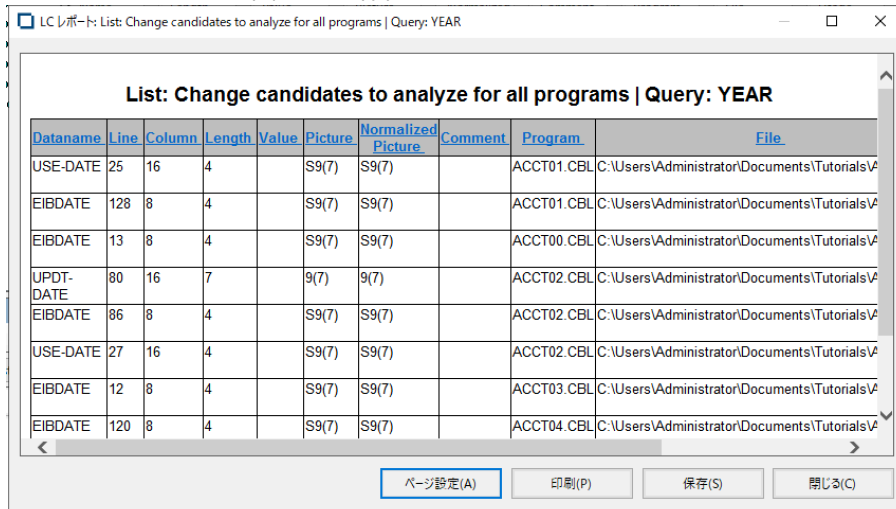 LC レポート: List: Change candidates to analyze for all programs | Query: YEAR
List: Change candidates to analyze for all programs | Query: YEAR
Dataname Line Column Length Value Picture Normalized Picture Comment Program File
USE-DATE 25 16 4 S9(7) S9(7) ACCT01.CBL C:\Users\Administrator\Documents\Tutorials\A
EIBDATE 128 8 4 S9(7) S9(7) ACCT01.CBL C:\Users\Administrator\Documents\Tutorials\A
EIBDATE 13 8 4 S9(7) S9(7) ACCT00.CBL C:\Users\Administrator\Documents\Tutorials\A
UPDT-DATE 80 16 7 9(7) 9(7) ACCT02.CBL C:\Users\Administrator\Documents\Tutorials\A
EIBDATE 86 8 4 S9(7) S9(7) ACCT02.CBL C:\Users\Administrator\Documents\Tutorials\A
USE-DATE 27 16 4 S9(7) S9(7) ACCT02.CBL C:\Users\Administrator\Documents\Tutorials\A
EIBDATE 12 8 4 S9(7) S9(7) ACCT03.CBL C:\Users\Administrator\Documents\Tutorials\A
EIBDATE 120 8 4 S9(7) S9(7) ACCT04.CBL C:\Users\Administrator\Documents\Tutorials\A
ページ設定(A) 印刷(P) 保存(S) 閉じる(C)